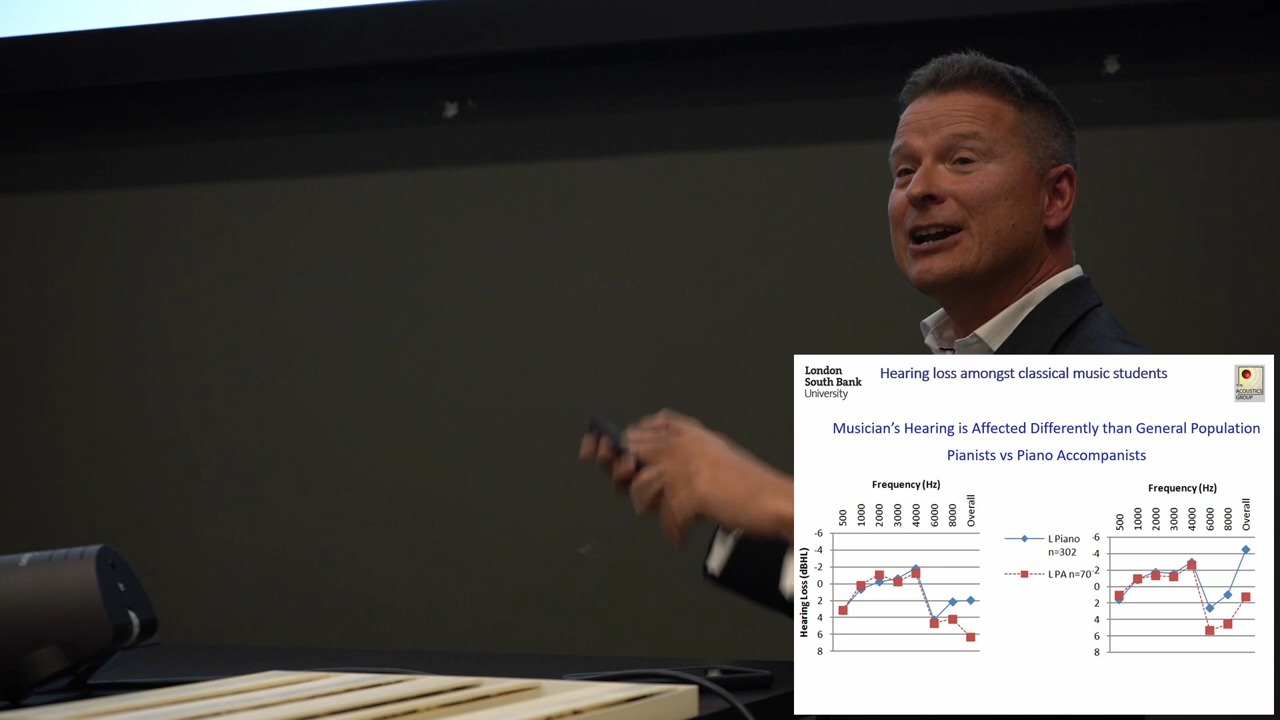 London
South Bank
University
Hearing loss amongst classical music students
THE
ACOUSTICS
GROUP
Musician's Hearing is Affected Differently than General Population
Pianists vs Piano Accompanists
Frequency (Hz)
500 1000 2000 3000 4000 6000 8000 Overall
Hearing Loss (dBHL)
-6
-4
-2
0
2
4
6
8
L Piano
n=302
L PA n=70
Frequency (Hz)
500 1000 2000 3000 4000 6000 8000 Overall
-6
-4
-2
0
2
4
6
8